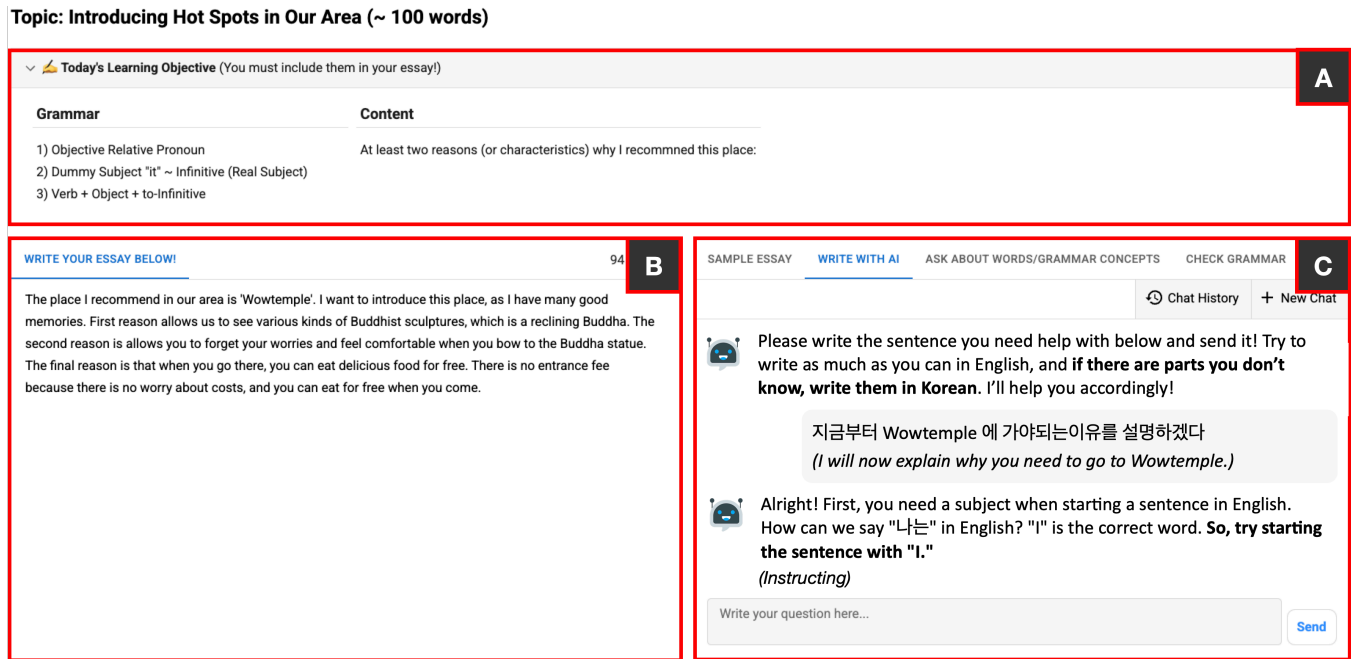 Topic: Introducing Hot Spots in Our Area (~ 100 words)
✍️ Today's Learning Objective (You must include them in your essay!)
A
Grammar
Content
1) Objective Relative Pronoun
At least two reasons (or characteristics) why I recommned this place:
2) Dummy Subject "it" ~ Infinitive (Real Subject)
3) Verb + Object + to-Infinitive
WRITE YOUR ESSAY BELOW!
94
B
The place I recommend in our area is 'Wowtemple'. I want to introduce this place, as I have many good
memories. First reason allows us to see various kinds of Buddhist sculptures, which is a reclining Buddha. The
second reason is allows you to forget your worries and feel comfortable when you bow to the Buddha statue.
The final reason is that when you go there, you can eat delicious food for free. There is no entrance fee
because there is no worry about costs, and you can eat for free when you come.
SAMPLE ESSAY
WRITE WITH AI
ASK ABOUT WORDS/GRAMMAR CONCEPTS
CHECK GRAMMAR
C
Chat History
+ New Chat
Please write the sentence you need help with below and send it! Try to
write as much as you can in English, and if there are parts you don't
know, write them in Korean. I'll help you accordingly!
지금부터 Wowtemple 에 가야되는이유를 설명하겠다
(I will now explain why you need to go to Wowtemple.)
Alright! First, you need a subject when starting a sentence in English.
How can we say "나는" in English? "I" is the correct word. So, try starting
the sentence with "I."
(Instructing)
Write your question here...
Send